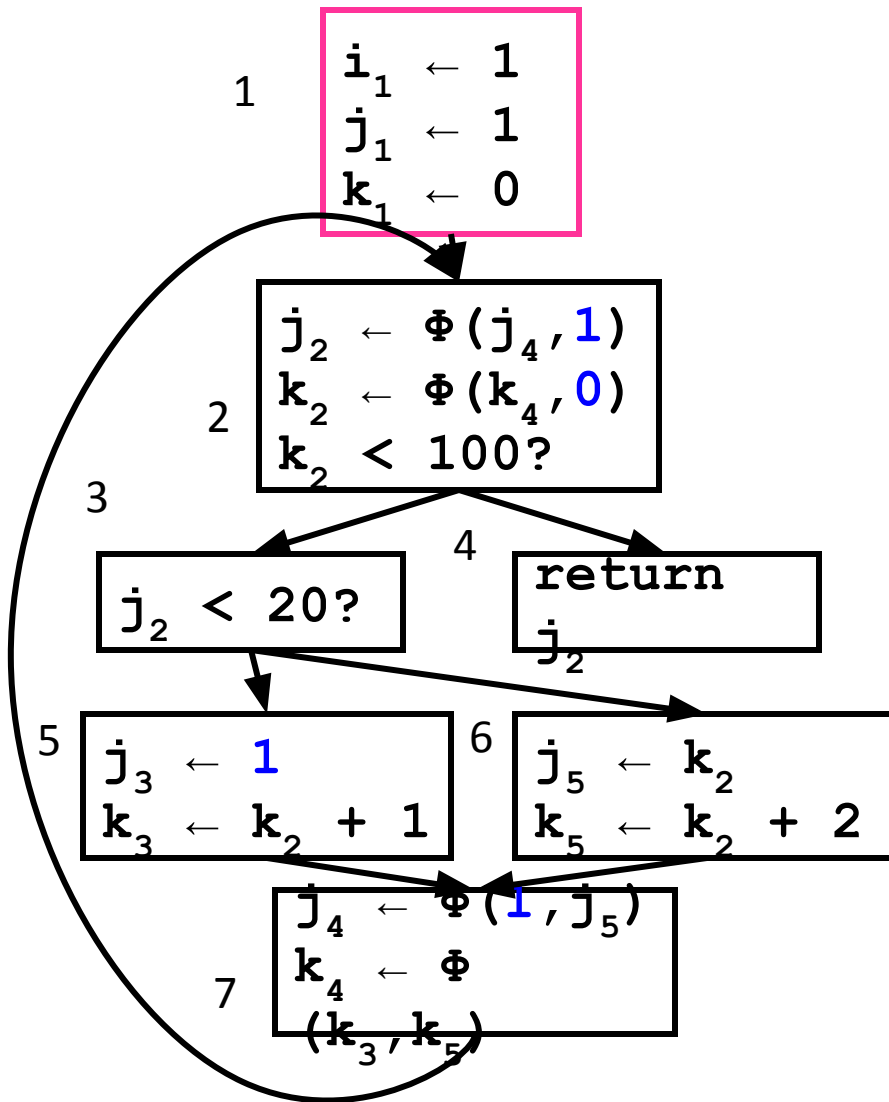 1
i₁ ← 1
j₁ ← 1
k₁ ← 0
2
j₂ ← Φ(j₄,1)
k₂ ← Φ(k₄,0)
k₂ < 100?
3
j₂ < 20?
4
return
j₂
5
j₃ ← 1
k₃ ← k₂ + 1
6
j₅ ← k₂
k₅ ← k₂ + 2
7
j₄ ← Φ(1,j₅)
k₄ ← Φ
(k₃,k₅)